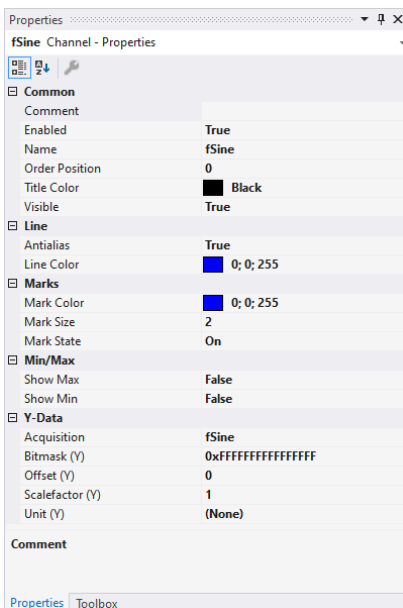 Properties
fSine Channel - Properties
Common
Comment
Enabled True
Name fSine
Order Position 0
Title Color Black
Visible True
Line
Antialias True
Line Color 0; 0; 255
Marks
Mark Color 0; 0; 255
Mark Size 2
Mark State On
Min/Max
Show Max False
Show Min False
Y-Data
Acquisition fSine
Bitmask (Y) 0xFFFFFFFFFFFFFFFF
Offset (Y) 0
Scalefactor (Y) 1
Unit (Y) (None)
Comment
Properties Toolbox